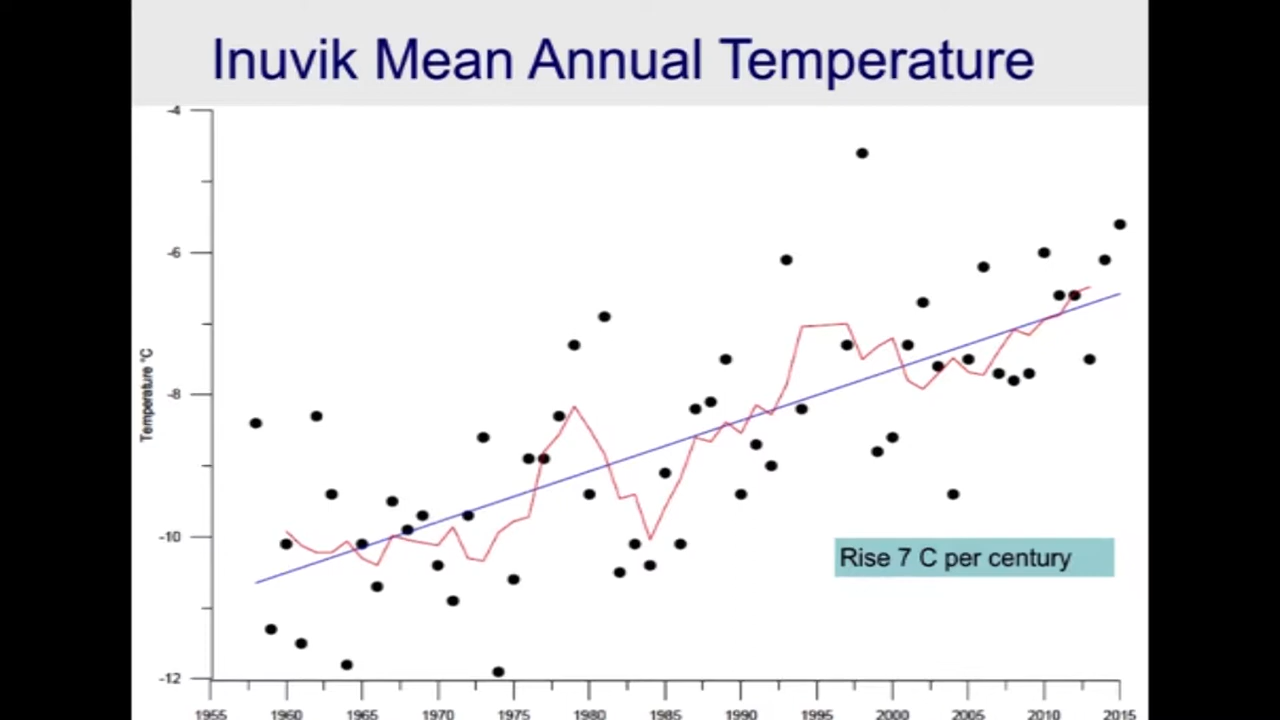 Inuvik Mean Annual Temperature
-4
-6
-8
-10
-12
Temperature °C
Rise 7 C per century
1955 1960 1965 1970 1975 1980 1985 1990 1995 2000 2005 2010 2015